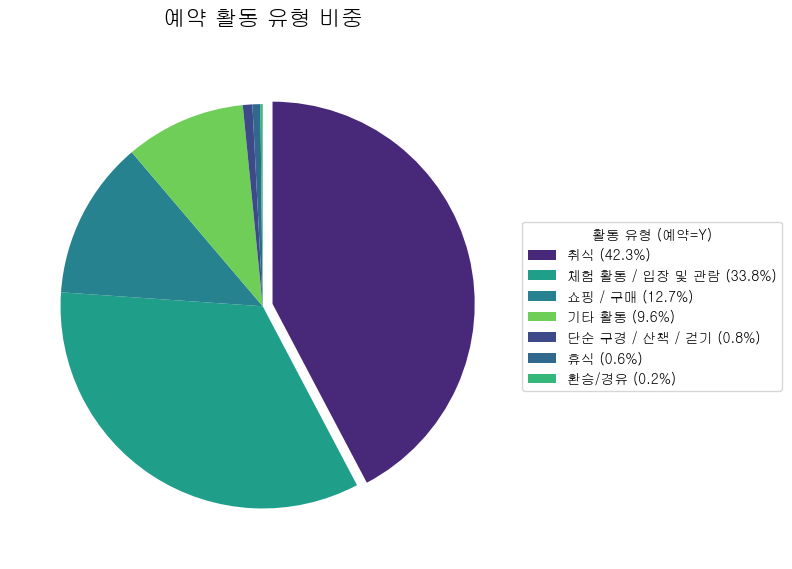 예약 활동 유형 비중
활동 유형 (예약=Y)
취식 (42.3%)
체험 활동 / 입장 및 관람 (33.8%)
쇼핑 / 구매 (12.7%)
기타 활동 (9.6%)
단순 구경 / 산책 / 걷기 (0.8%)
휴식 (0.6%)
환승/경유 (0.2%)